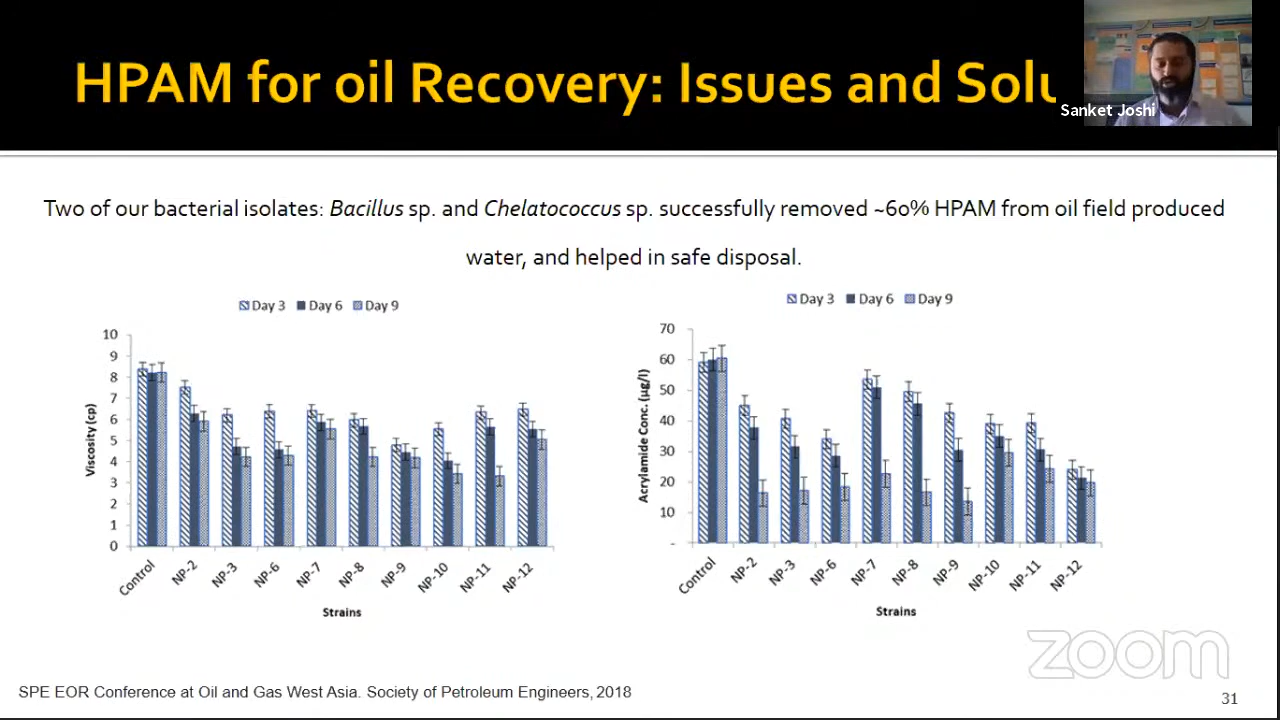 HPAM for oil Recovery: Issues and Solu
Sanket Joshi
Two of our bacterial isolates: Bacillus sp. and Chelatococcus sp. successfully removed ~60% HPAM from oil field produced
water, and helped in safe disposal.
Day 3 Day 6 Day 9
10
9
8
7
6
5
4
3
2
1
0
Viscosity (cp)
Control NP-2 NP-3 NP-6 NP-7 NP-8 NP-9 NP-10 NP-11 NP-12
Strains
Day 3 Day 6 Day 9
70
60
50
40
30
20
10
-
Acrylamide Conc. (µg/l)
Control NP-2 NP-3 NP-6 NP-7 NP-8 NP-9 NP-10 NP-11 NP-12
Strains
zoom
SPE EOR Conference at Oil and Gas West Asia. Society of Petroleum Engineers, 2018
31